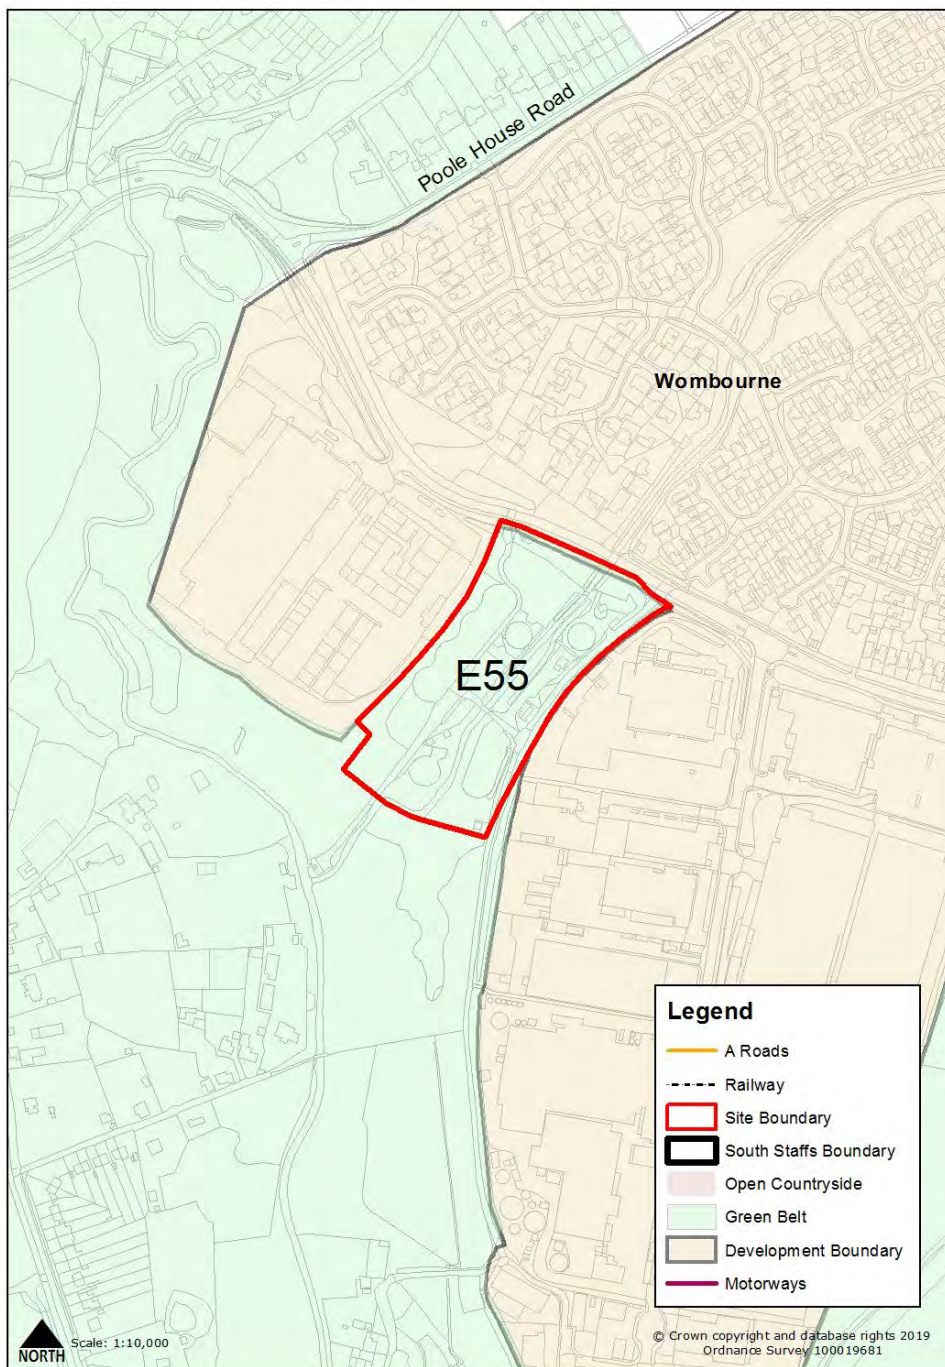 Poole House Road
Wombourne
E55
Legend
A Roads
Railway
Site Boundary
South Staffs Boundary
Open Countryside
Green Belt
Development Boundary
Motorways
NORTH
Scale: 1:10,000
© Crown copyright and database rights 2019
Ordnance Survey 100019681